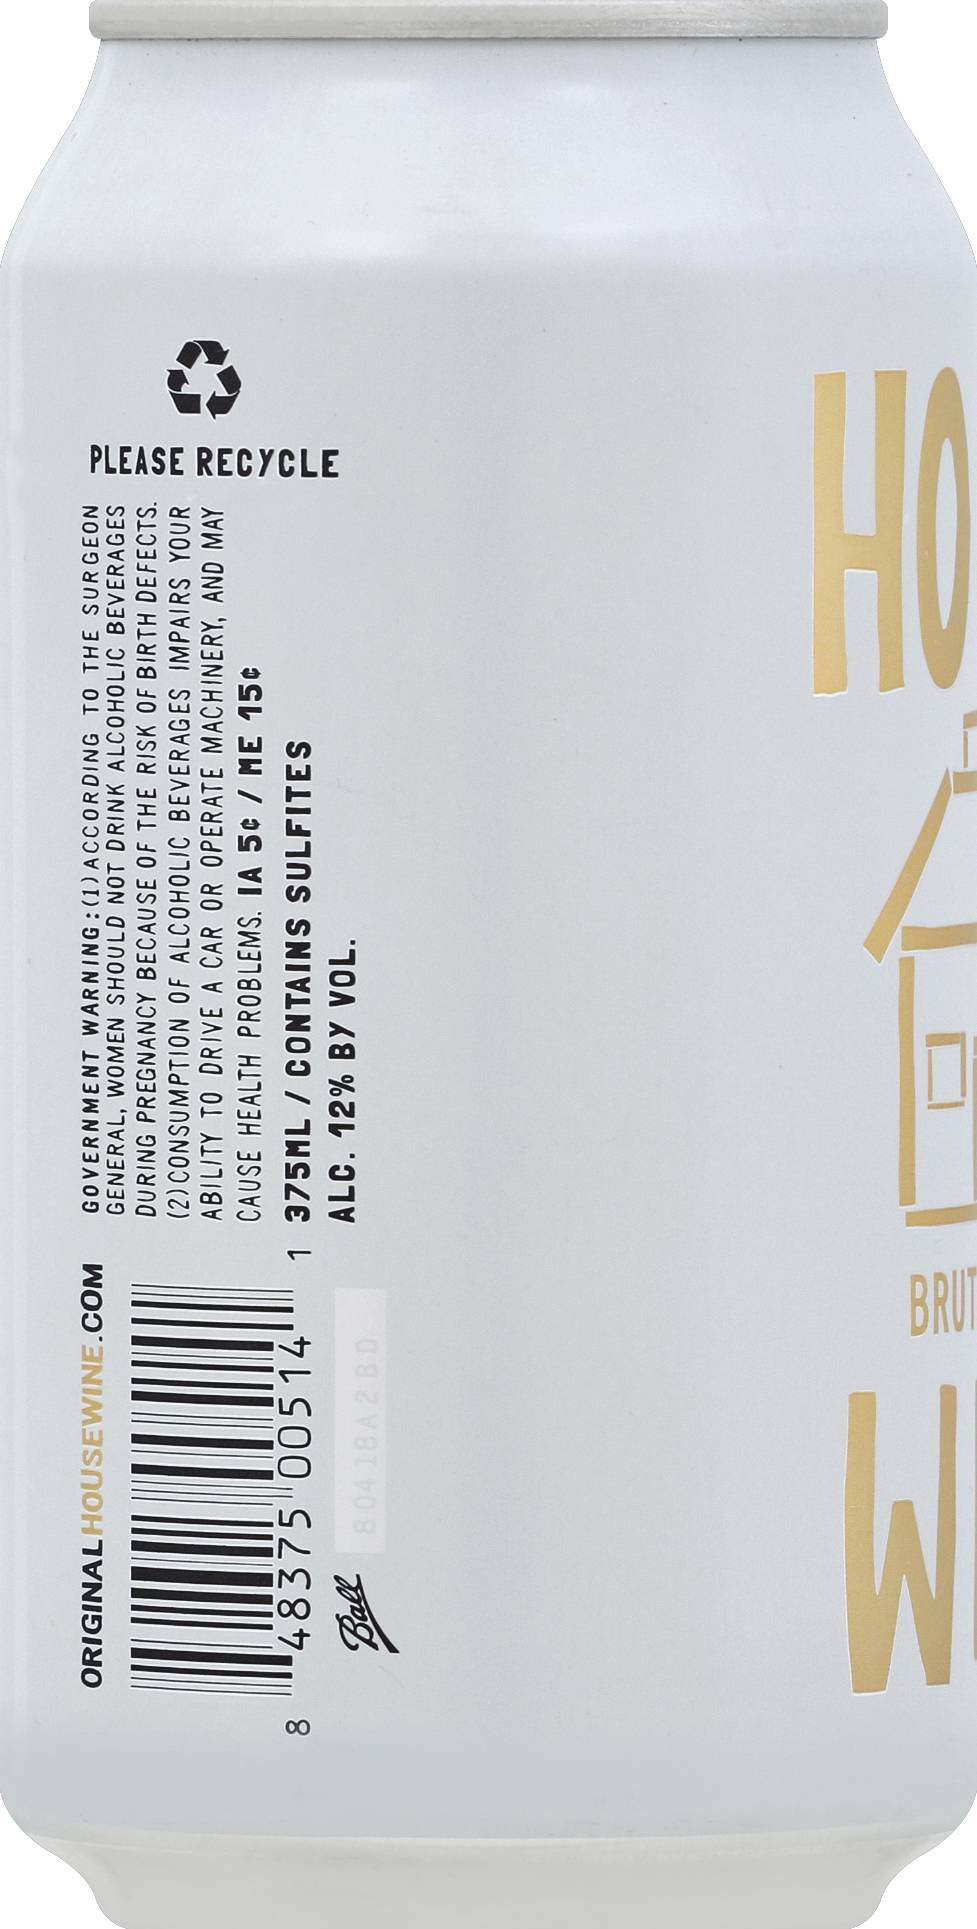 PLEASE RECYCLE
GOVERNMENT WARNING:(1)ACCORDING TO THE SURGEON
GENERAL, WOMEN SHOULD NOT DRINK ALCOHOLIC BEVERAGES
DURING PREGNANCY BECAUSE OF THE RISK OF BIRTH DEFECTS.
(2)CONSUMPTION OF ALCOHOLIC BEVERAGES IMPAIRS YOUR
ABILITY TO DRIVE A CAR OR OPERATE MACHINERY, AND MAY
CAUSE HEALTH PROBLEMS. IA 5¢ / ME 15¢
375ML / CONTAINS SULFITES
ALC. 12% BY VOL.
ORIGINALHOUSEWINE.COM
8 48375 00514 1
80418A2BD
Ball
HO
BRUT
W